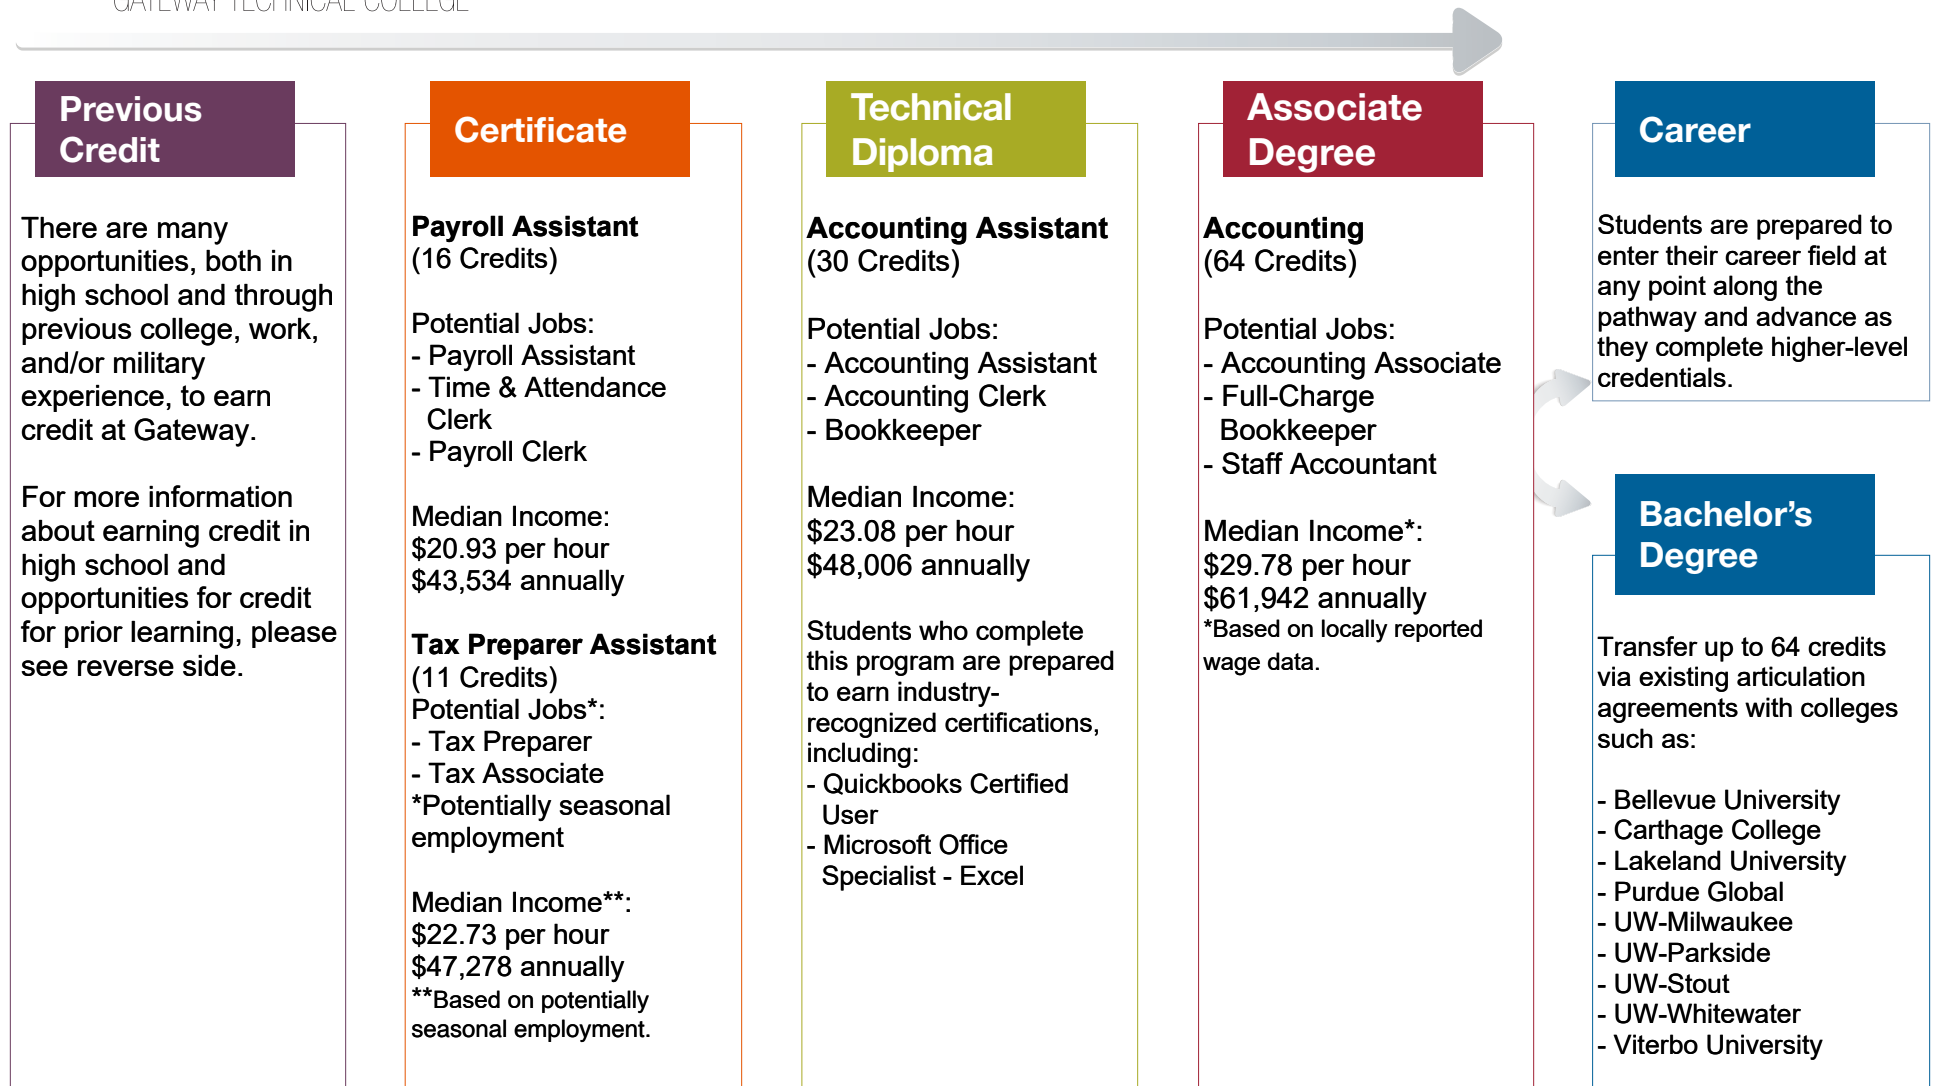 GATEWAY TECHNICAL COLLEGE
Previous
Credit
There are many
opportunities, both in
high school and through
previous college, work,
and/or military
experience, to earn
credit at Gateway.
For more information
about earning credit in
high school and
opportunities for credit
for prior learning, please
see reverse side.
Certificate
Payroll Assistant
(16 Credits)
Potential Jobs:
- Payroll Assistant
- Time & Attendance
Clerk
- Payroll Clerk
Median Income:
$20.93 per hour
$43,534 annually
Tax Preparer Assistant
(11 Credits)
Potential Jobs*:
- Tax Preparer
- Tax Associate
*Potentially seasonal
employment
Median Income**:
$22.73 per hour
$47,278 annually
**Based on potentially
seasonal employment.
Technical
Diploma
Accounting Assistant
(30 Credits)
Potential Jobs:
- Accounting Assistant
- Accounting Clerk
- Bookkeeper
Median Income:
$23.08 per hour
$48,006 annually
Students who complete
this program are prepared
to earn industry-
recognized certifications,
including:
- Quickbooks Certified
User
- Microsoft Office
Specialist - Excel
Associate
Degree
Accounting
(64 Credits)
Potential Jobs:
- Accounting Associate
- Full-Charge
Bookkeeper
- Staff Accountant
Median Income*:
$29.78 per hour
$61,942 annually
*Based on locally reported
wage data.
Career
Students are prepared to
enter their career field at
any point along the
pathway and advance as
they complete higher-level
credentials.
Bachelor’s
Degree
Transfer up to 64 credits
via existing articulation
agreements with colleges
such as:
- Bellevue University
- Carthage College
- Lakeland University
- Purdue Global
- UW-Milwaukee
- UW-Parkside
- UW-Stout
- UW-Whitewater
- Viterbo University